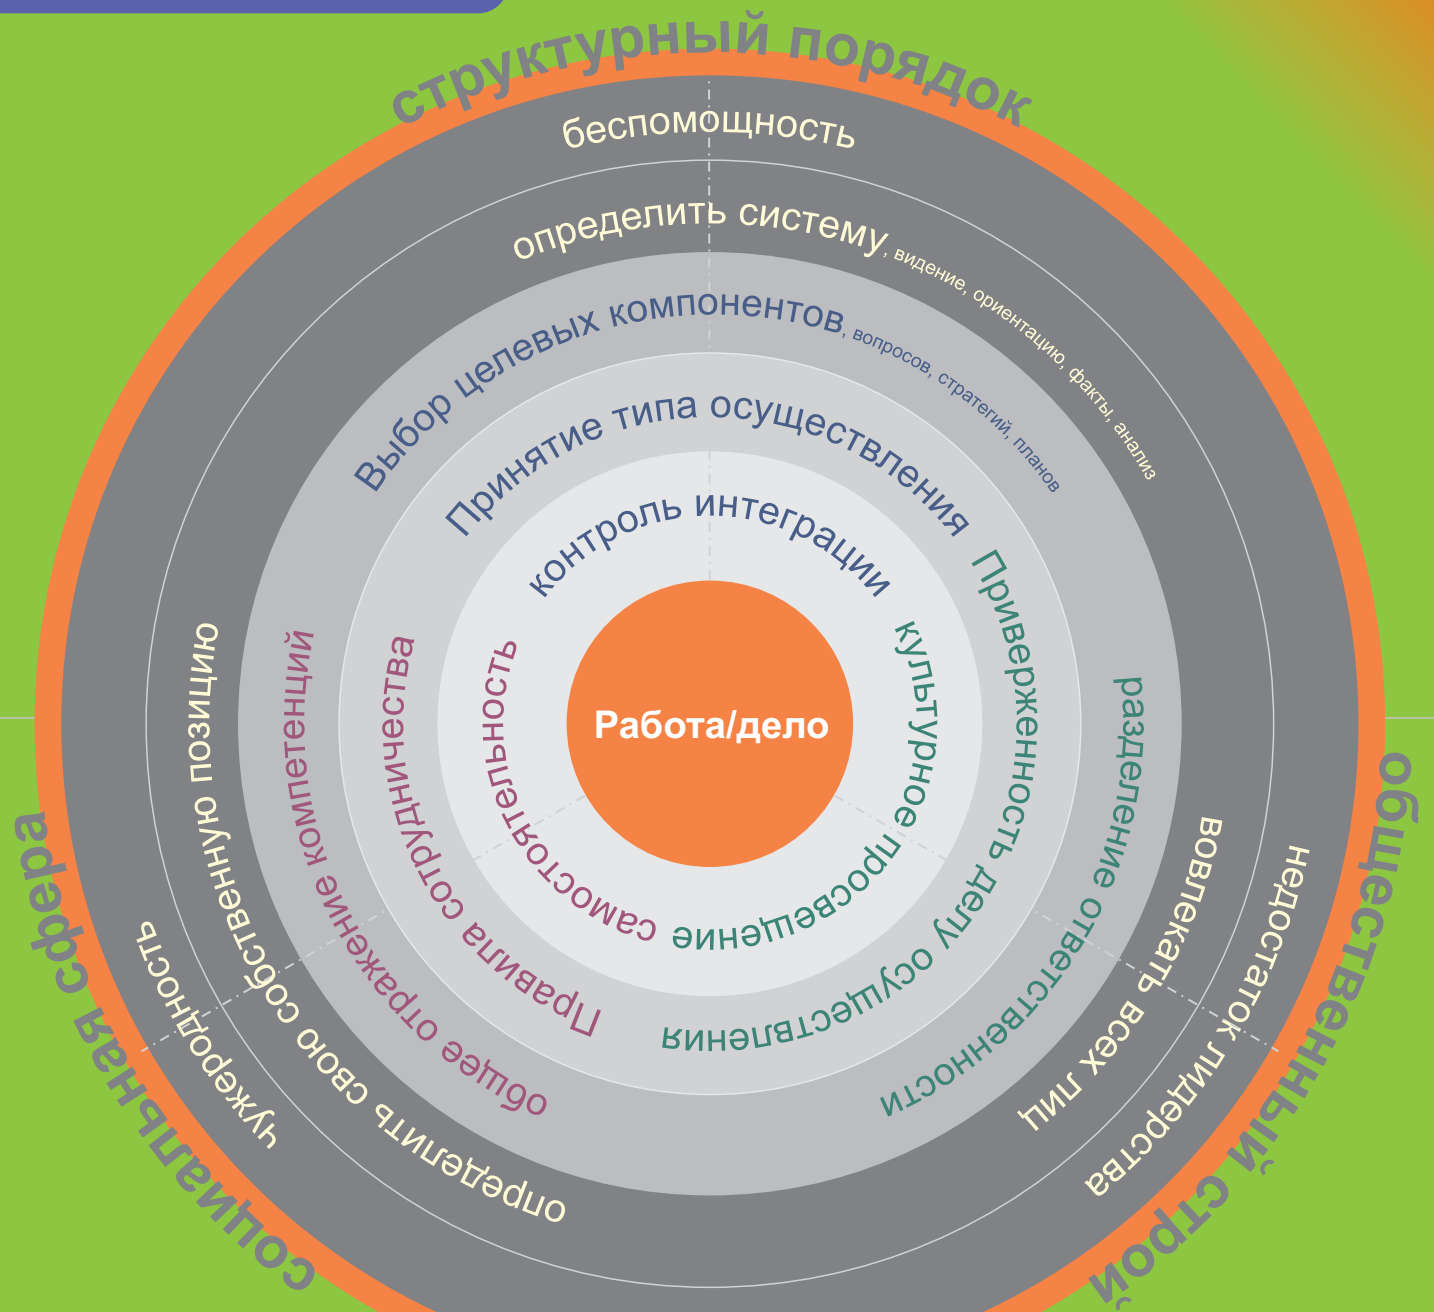 структурный порядок
беспомощность
определить систему, видение, ориентацию, факты, анализ
Выбор целевых компонентов, вопросов, стратегий, планов
Принятие типа осуществления
контроль интеграции
Работа/дело
культурное просвещение
Приверженность делу осуществления
разделение ответственности
вовлекать всех лиц
недостаток лидерства
общественный строй
самостоятельность
Правила сотрудничества
общее отражение компетенций
определить свою собственную позицию
чужеродность
социальная сфера